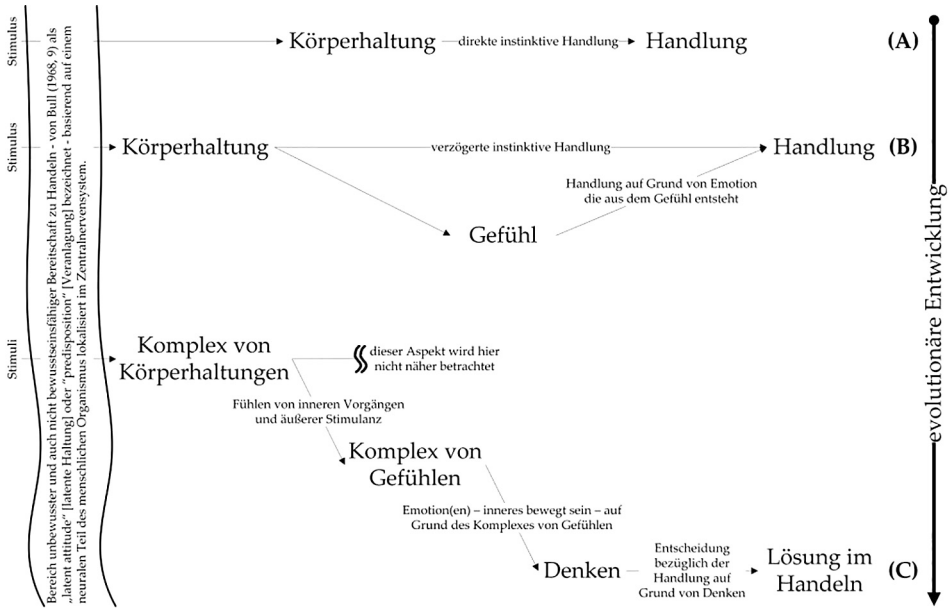 Stimulus
Körperhaltung
direkte instinktive Handlung
Handlung
(A)
Stimulus
Körperhaltung
verzögerte instinktive Handlung
Handlung
(B)
Handlung auf Grund von Emotion
die aus dem Gefühl entsteht
Gefühl
Stimuli
Komplex von
Körperhaltungen
dieser Aspekt wird hier
nicht näher betrachtet
Fühlen von inneren Vorgängen
und äußerer Stimulanz
Komplex von
Gefühlen
Emotion(en) – inneres bewegt sein – auf
Grund des Komplexes von Gefühlen
Denken
Entscheidung
bezüglich der
Handlung auf
Grund von Denken
Lösung im
Handeln
(C)
Bereich unbewusster und auch nicht bewusstseinsfähiger Bereitschaft zu Handeln - von Bull (1968, 9) als
„latent attitude“ [latente Haltung] oder “predisposition” [Veranlagung] bezeichnet - basierend auf einem
neuralen Teil des menschlichen Organismus lokalisiert im Zentralnervensystem.
evolutionäre Entwicklung